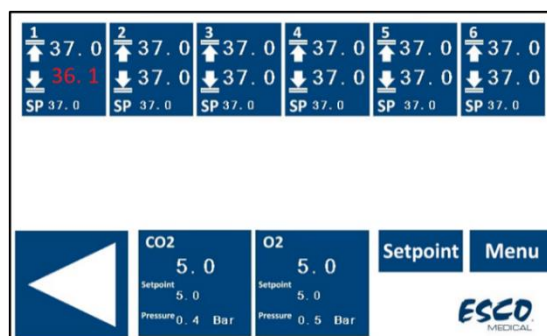 1 2 3 4 5 6
37.0 37.0 37.0 37.0 37.0 37.0
36.1 37.0 37.0 37.0 37.0 37.0
SP 37.0 SP 37.0 SP 37.0 SP 37.0 SP 37.0 SP 37.0
CO2
5.0
Setpoint
5.0
Pressure 0.4 Bar
O2
5.0
Setpoint
5.0
Pressure 0.5 Bar
Setpoint
Menu
ESCO
MEDICAL